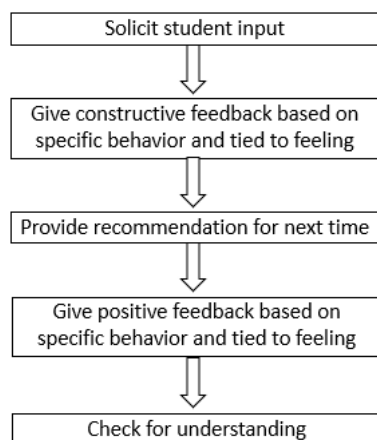 Solicit student input
Give constructive feedback based on
specific behavior and tied to feeling
Provide recommendation for next time
Give positive feedback based on
specific behavior and tied to feeling
Check for understanding